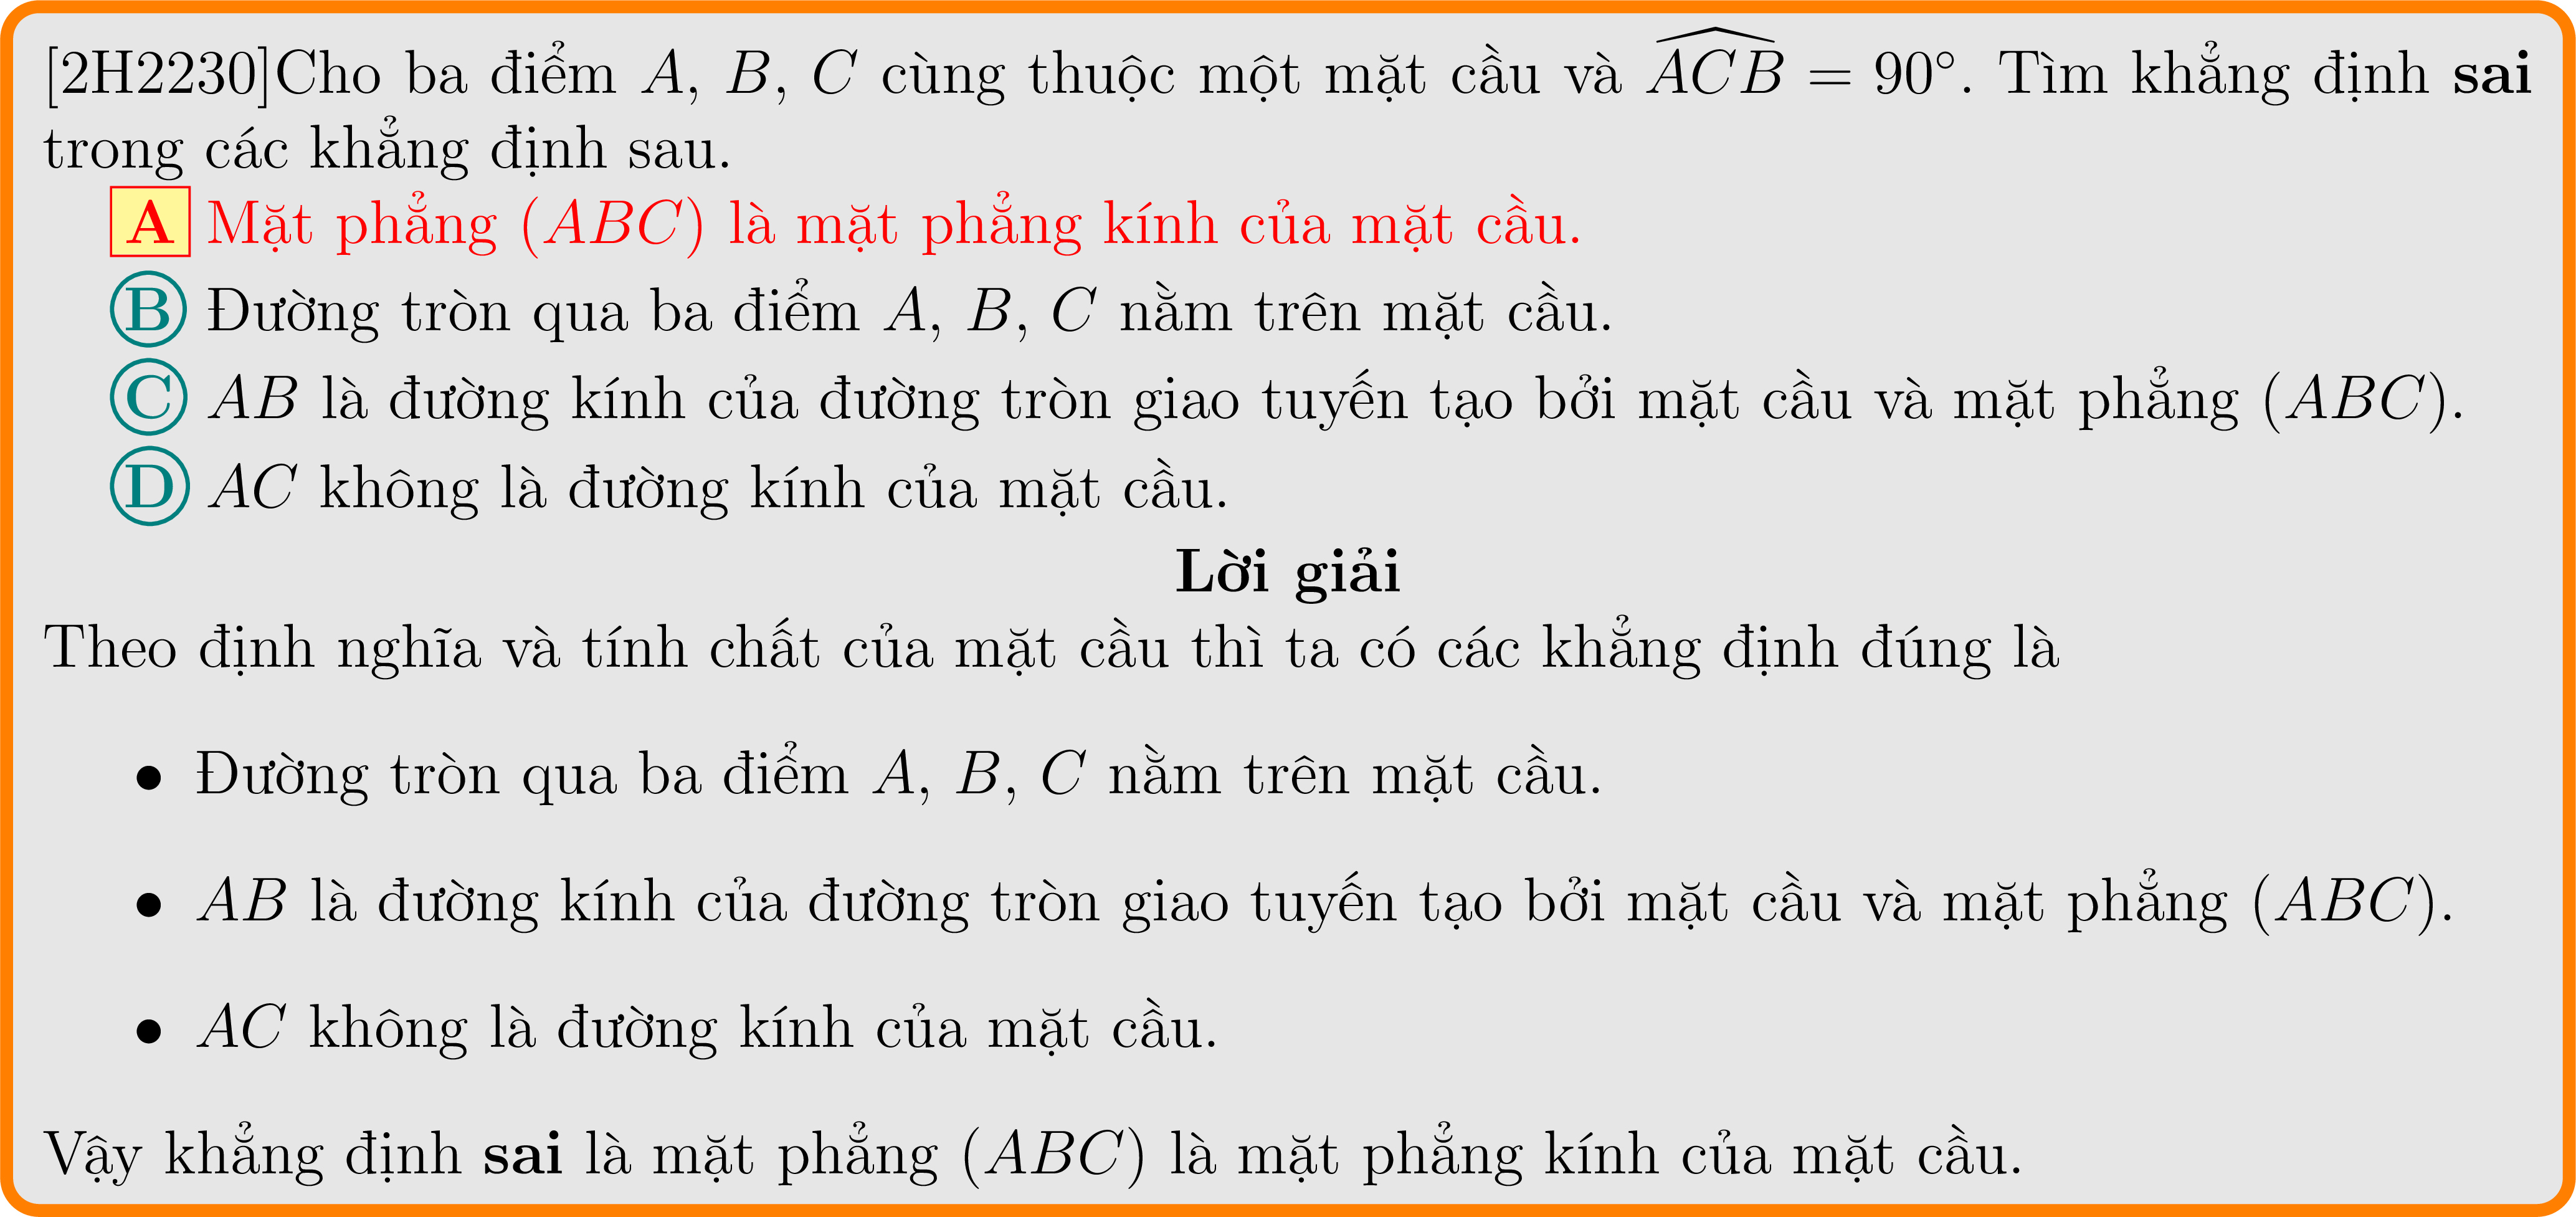 [2H2230]Cho ba điểm A, B, C cùng thuộc một mặt cầu và \widehat{ACB} = 90°. Tìm khẳng định sai
trong các khẳng định sau.
A Mặt phẳng (ABC) là mặt phẳng kính của mặt cầu.
B Đường tròn qua ba điểm A, B, C nằm trên mặt cầu.
C AB là đường kính của đường tròn giao tuyến tạo bởi mặt cầu và mặt phẳng (ABC).
D AC không là đường kính của mặt cầu.
Lời giải
Theo định nghĩa và tính chất của mặt cầu thì ta có các khẳng định đúng là
• Đường tròn qua ba điểm A, B, C nằm trên mặt cầu.
• AB là đường kính của đường tròn giao tuyến tạo bởi mặt cầu và mặt phẳng (ABC).
• AC không là đường kính của mặt cầu.
Vậy khẳng định sai là mặt phẳng (ABC) là mặt phẳng kính của mặt cầu.